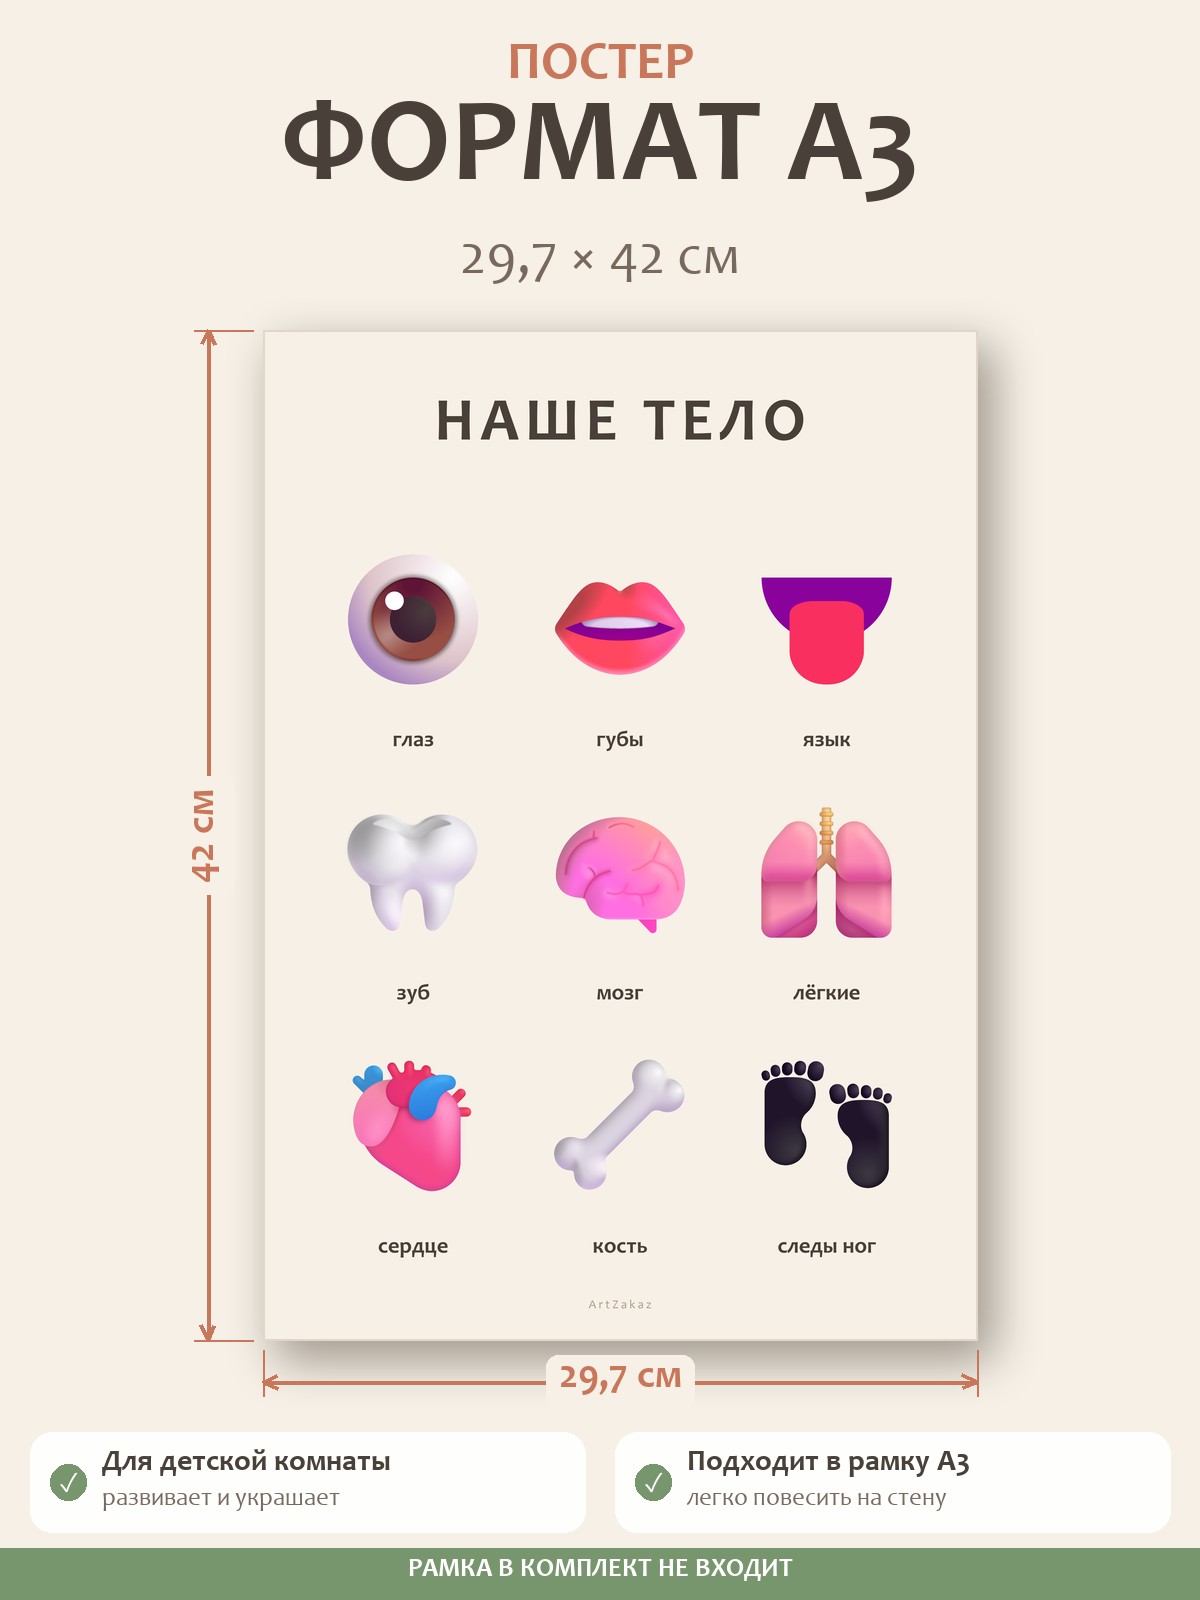 ПОСТЕР
ФОРМАТ А3
29,7 × 42 см
НАШЕ ТЕЛО
глаз губы язык
42 см
зуб мозг лёгкие
сердце кость следы ног
ArtZakaz
29,7 см
Для детской комнаты
развивает и украшает
Подходит в рамку А3
легко повесить на стену
РАМКА В КОМПЛЕКТ НЕ ВХОДИТ